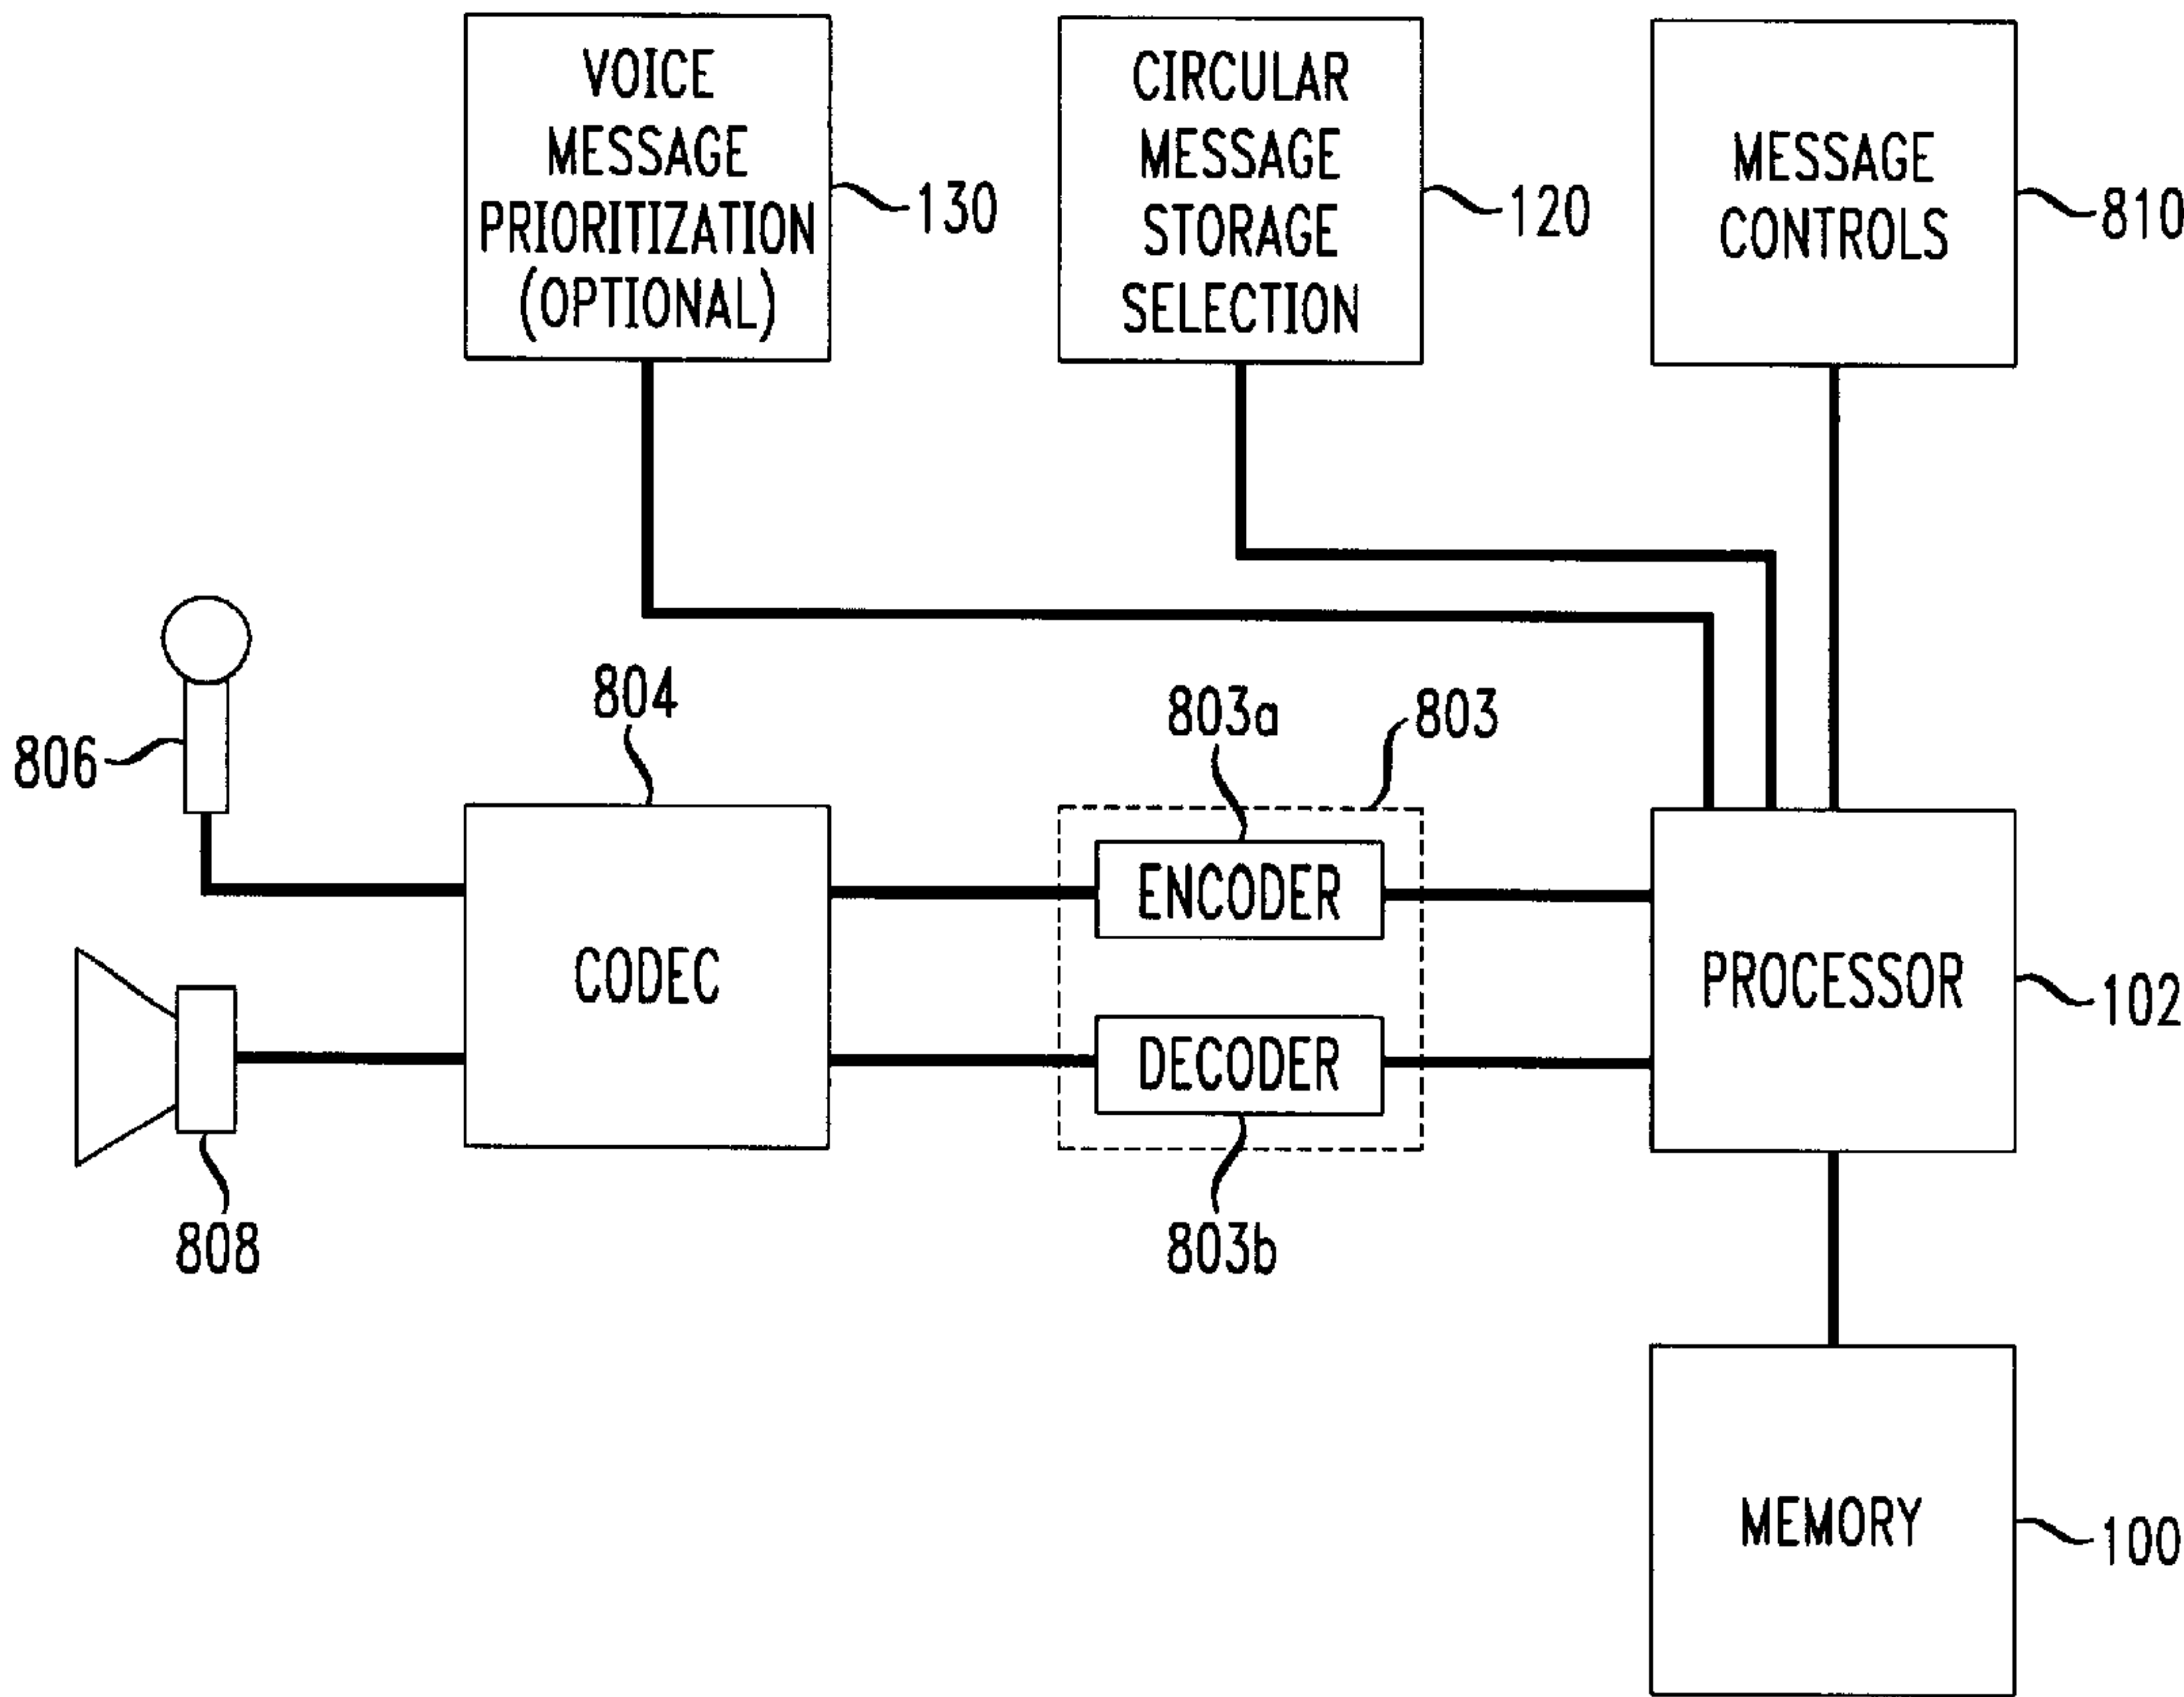 VOICE
MESSAGE
PRIORITIZATION
(OPTIONAL)
130
CIRCULAR
MESSAGE
STORAGE
SELECTION
120
MESSAGE
CONTROLS
810
806
804
803a
803
CODEC
ENCODER
DECODER
PROCESSOR
102
808
803b
MEMORY
100